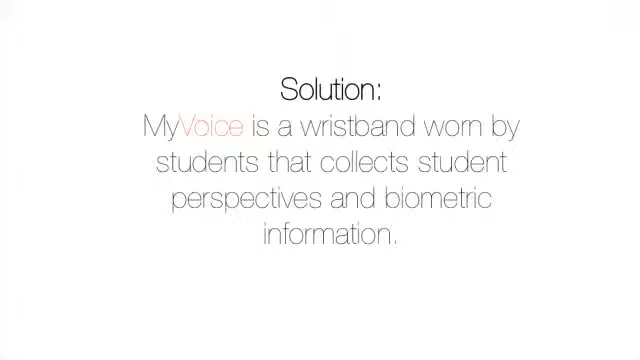 Solution:
MyVoice is a wristband worn by
students that collects student
perspectives and biometric
information.